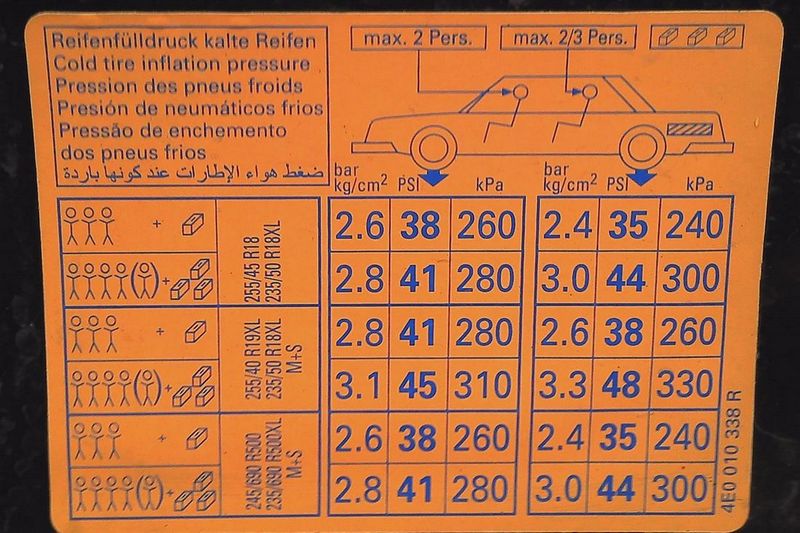 Reifenfülldruck kalte Reifen
Cold tire inflation pressure
Pression des pneus froids
Presión de neumáticos frios
Pressão de enchemento
dos pneus frios
ضغط هواء الإطارات عند كونها باردة
max. 2 Pers.
max. 2/3 Pers.
bar
kg/cm² PSI kPa
bar
kg/cm² PSI kPa
+
255/45 R18
235/50 R18XL
2.6 38 260 2.4 35 240
( ) +
2.8 41 280 3.0 44 300
+
255/40 R19XL
235/50 R18XL
M+S
2.8 41 280 2.6 38 260
( ) +
3.1 45 310 3.3 48 330
+
245/690 R500
235/690 R500XL
M+S
2.6 38 260 2.4 35 240
( ) +
2.8 41 280 3.0 44 300
4E0 010 338 R